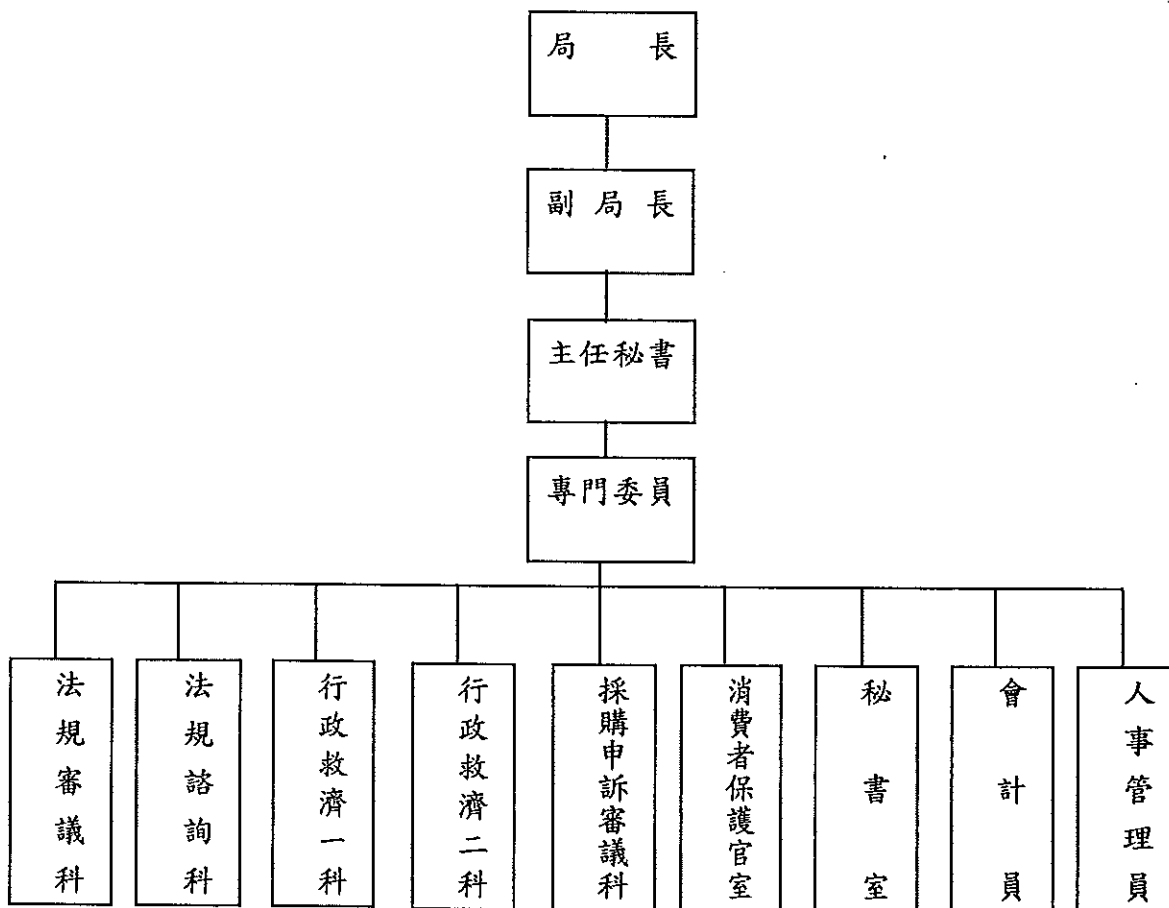 局長
副局長
主任秘書
專門委員
法規審議科
法規諮詢科
行政救濟一科
行政救濟二科
採購申訴審議科
消費者保護官室
秘書室
會計員
人事管理員